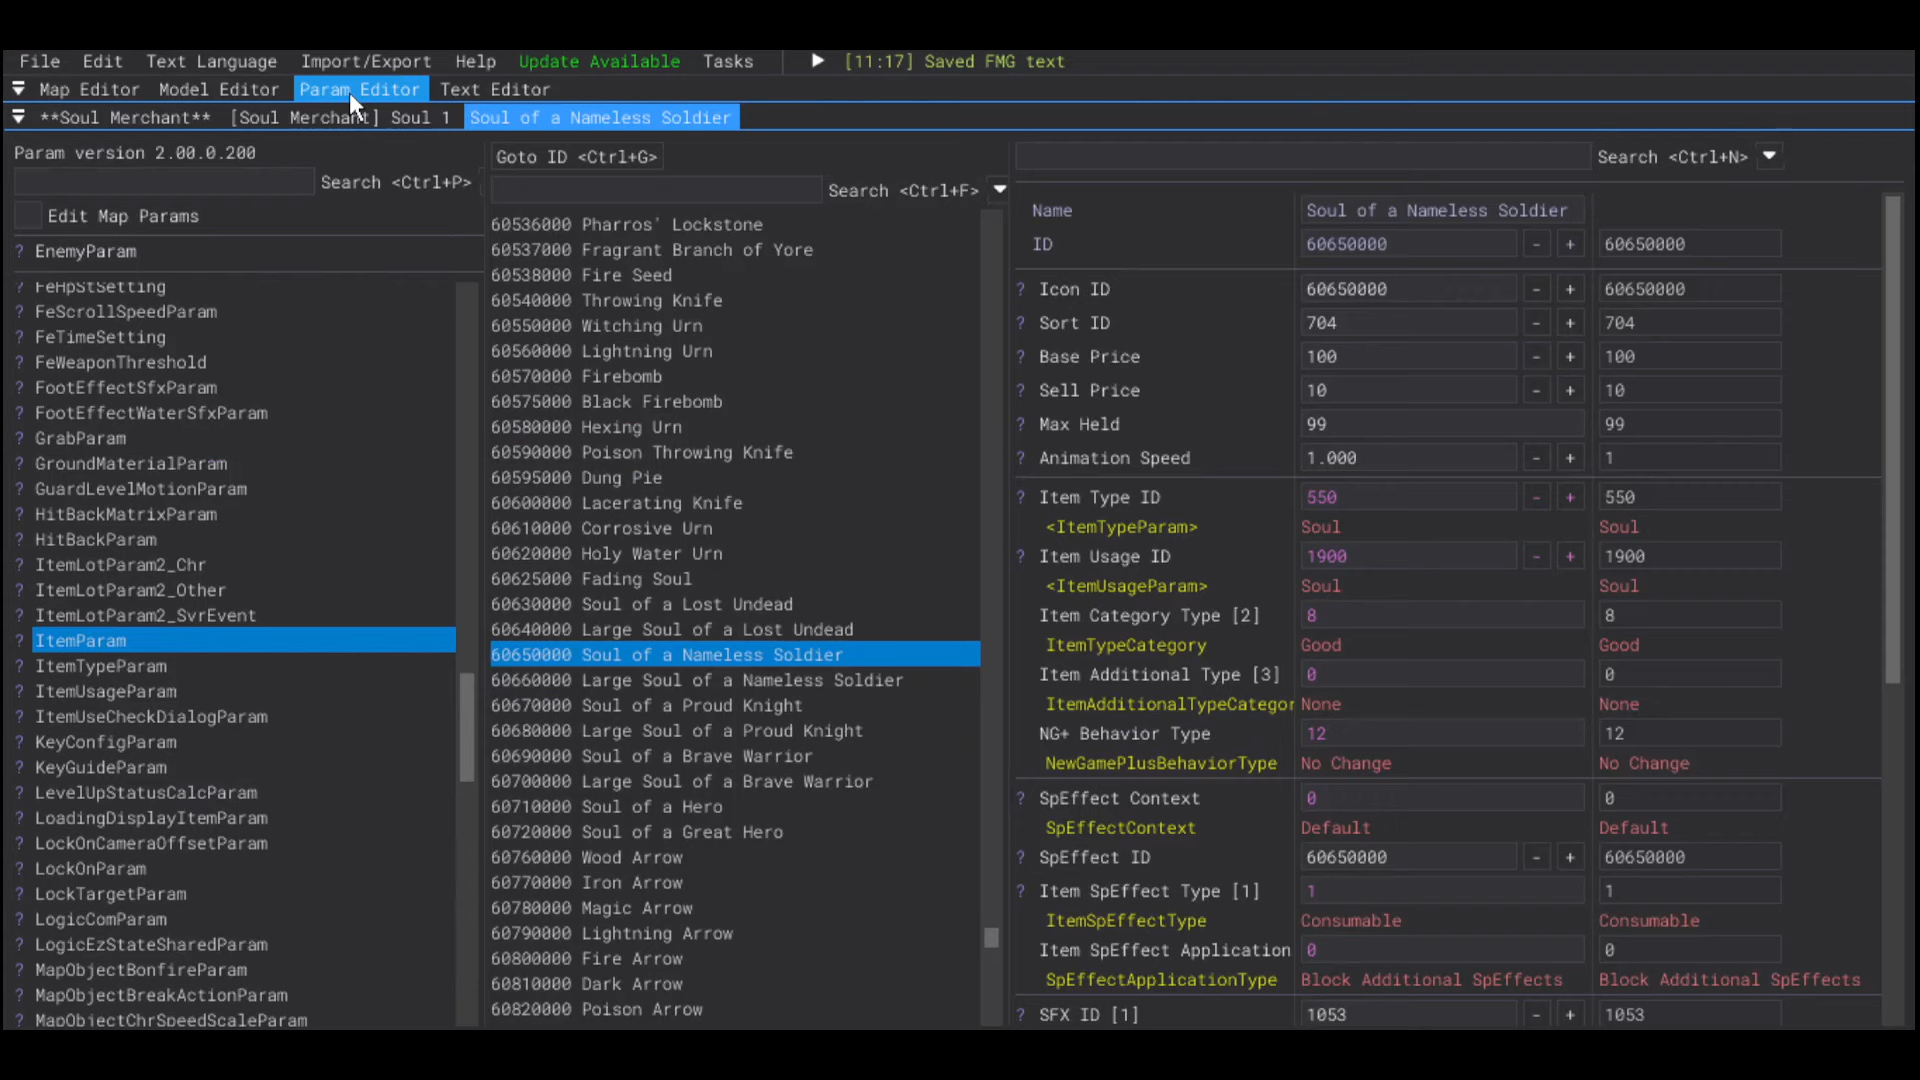 File Edit Text Language Import/Export Help Update Available Tasks [11:17] Saved FMG text
Map Editor Model Editor Param Editor Text Editor
**Soul Merchant** [Soul Merchant] Soul 1 Soul of a Nameless Soldier
Param version 2.00.0.200
Search <Ctrl+P>
Edit Map Params
? EnemyParam
? FeHpStSetting
? FeScrollSpeedParam
? FeTimeSetting
? FeWeaponThreshold
? FootEffectSfxParam
? FootEffectWaterSfxParam
? GrabParam
? GroundMaterialParam
? GuardLevelMotionParam
? HitBackMatrixParam
? HitBackParam
? ItemLotParam2_Chr
? ItemLotParam2_Other
? ItemLotParam2_SvrEvent
? ItemParam
? ItemTypeParam
? ItemUsageParam
? ItemUseCheckDialogParam
? KeyConfigParam
? KeyGuideParam
? LevelUpStatusCalcParam
? LoadingDisplayItemParam
? LockOnCameraOffsetParam
? LockOnParam
? LockTargetParam
? LogicComParam
? LogicEzStateSharedParam
? MapObjectBonfireParam
? MapObjectBreakActionParam
? MapObjectChrSpeedScaleParam
Goto ID <Ctrl+G>
Search <Ctrl+F>
60536000 Pharros' Lockstone
60537000 Fragrant Branch of Yore
60538000 Fire Seed
60540000 Throwing Knife
60550000 Witching Urn
60560000 Lightning Urn
60570000 Firebomb
60575000 Black Firebomb
60580000 Hexing Urn
60590000 Poison Throwing Knife
60595000 Dung Pie
60600000 Lacerating Knife
60610000 Corrosive Urn
60620000 Holy Water Urn
60625000 Fading Soul
60630000 Soul of a Lost Undead
60640000 Large Soul of a Lost Undead
60650000 Soul of a Nameless Soldier
60660000 Large Soul of a Nameless Soldier
60670000 Soul of a Proud Knight
60680000 Large Soul of a Proud Knight
60690000 Soul of a Brave Warrior
60700000 Large Soul of a Brave Warrior
60710000 Soul of a Hero
60720000 Soul of a Great Hero
60760000 Wood Arrow
60770000 Iron Arrow
60780000 Magic Arrow
60790000 Lightning Arrow
60800000 Fire Arrow
60810000 Dark Arrow
60820000 Poison Arrow
Search <Ctrl+N>
Name Soul of a Nameless Soldier
ID 60650000 - + 60650000
? Icon ID 60650000 - + 60650000
? Sort ID 704 - + 704
? Base Price 100 - + 100
? Sell Price 10 - + 10
? Max Held 99 99
? Animation Speed 1.000 - + 1
? Item Type ID 550 - + 550
<ItemTypeParam> Soul Soul
? Item Usage ID 1900 - + 1900
<ItemUsageParam> Soul Soul
Item Category Type [2] 8 8
ItemTypeCategory Good Good
Item Additional Type [3] 0 0
ItemAdditionalTypeCategor None None
NG+ Behavior Type 12 12
NewGamePlusBehaviorType No Change No Change
? SpEffect Context 0 0
SpEffectContext Default Default
? SpEffect ID 60650000 - + 60650000
? Item SpEffect Type [1] 1 1
ItemSpEffectType Consumable Consumable
Item SpEffect Application 0 0
SpEffectApplicationType Block Additional SpEffects Block Additional SpEffects
? SFX ID [1] 1053 - + 1053